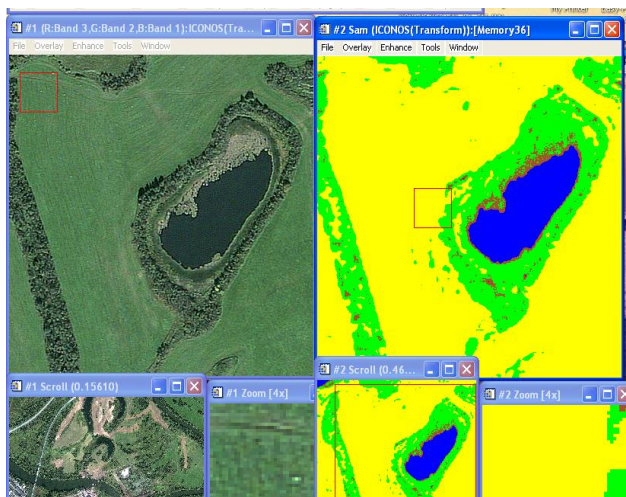 #1 (R:Band 3,G:Band 2,B:Band 1):ICONOS(Tra...
File Overlay Enhance Tools Window
#2 Sam (ICONOS(Transform)):[Memory36]
File Overlay Enhance Tools Window
#1 Scroll (0.15610)
#1 Zoom [4x]
#2 Scroll (0.46...
#2 Zoom [4x]